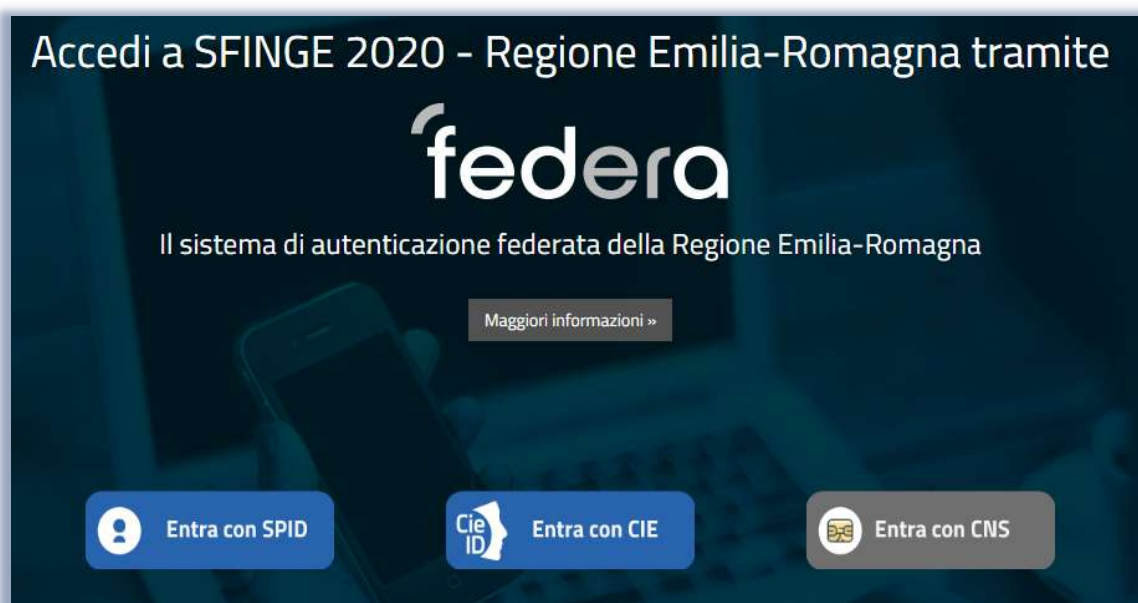 Accedi a SFINGE 2020 - Regione Emilia-Romagna tramite
federa
Il sistema di autenticazione federata della Regione Emilia-Romagna
Maggiori informazioni »
Entra con SPID
Cie
ID
Entra con CIE
Entra con CNS